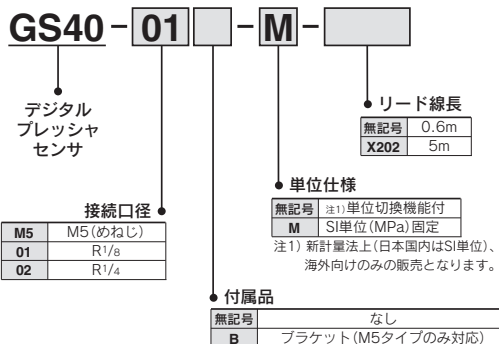 GS40-01 -M-
デジタル
プレッシャ
センサ
リード線長
無記号 0.6m
X202 5m
単位仕様
無記号 注1)単位切換機能付
M SI単位(MPa)固定
注1) 新計量法上(日本国内はSI単位)、
海外向けのみの販売となります。
接続口径
M5 M5(めねじ)
01 R1/8
02 R1/4
付属品
無記号 なし
B ブラケット(M5タイプのみ対応)